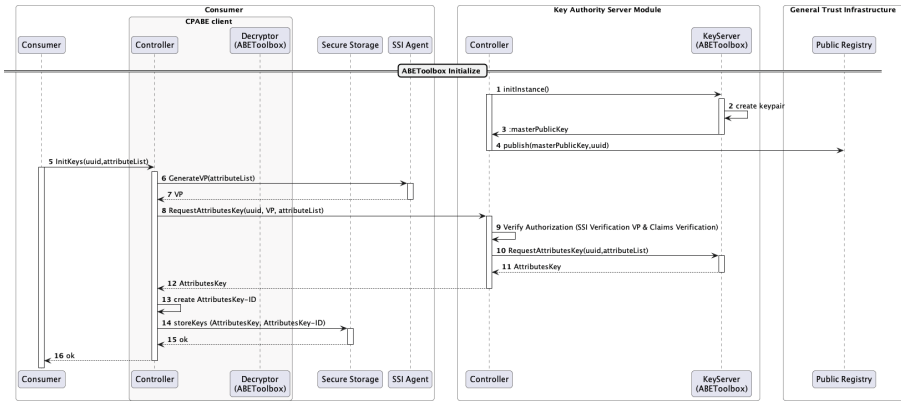 Consumer
Key Authority Server Module
General Trust Infrastructure
CPABE client
Consumer
Controller
Decryptor
(ABEToolbox)
Secure Storage
SSI Agent
Controller
KeyServer
(ABEToolbox)
Public Registry
ABEToolbox Initialize
1 initInstance()
2 create keypair
3 :masterPublicKey
4 publish(masterPublicKey,uuid)
5 InitKeys(uuid,attributeList)
6 GenerateVP(attributeList)
7 VP
8 RequestAttributesKey(uuid, VP, attributeList)
9 Verify Authorization (SSI Verification VP & Claims Verification)
10 RequestAttributesKey(uuid,attributeList)
11 AttributesKey
12 AttributesKey
13 create AttributesKey-ID
14 storeKeys (AttributesKey, AttributesKey-ID)
15 ok
16 ok
Consumer
Controller
Decryptor
(ABEToolbox)
Secure Storage
SSI Agent
Controller
KeyServer
(ABEToolbox)
Public Registry